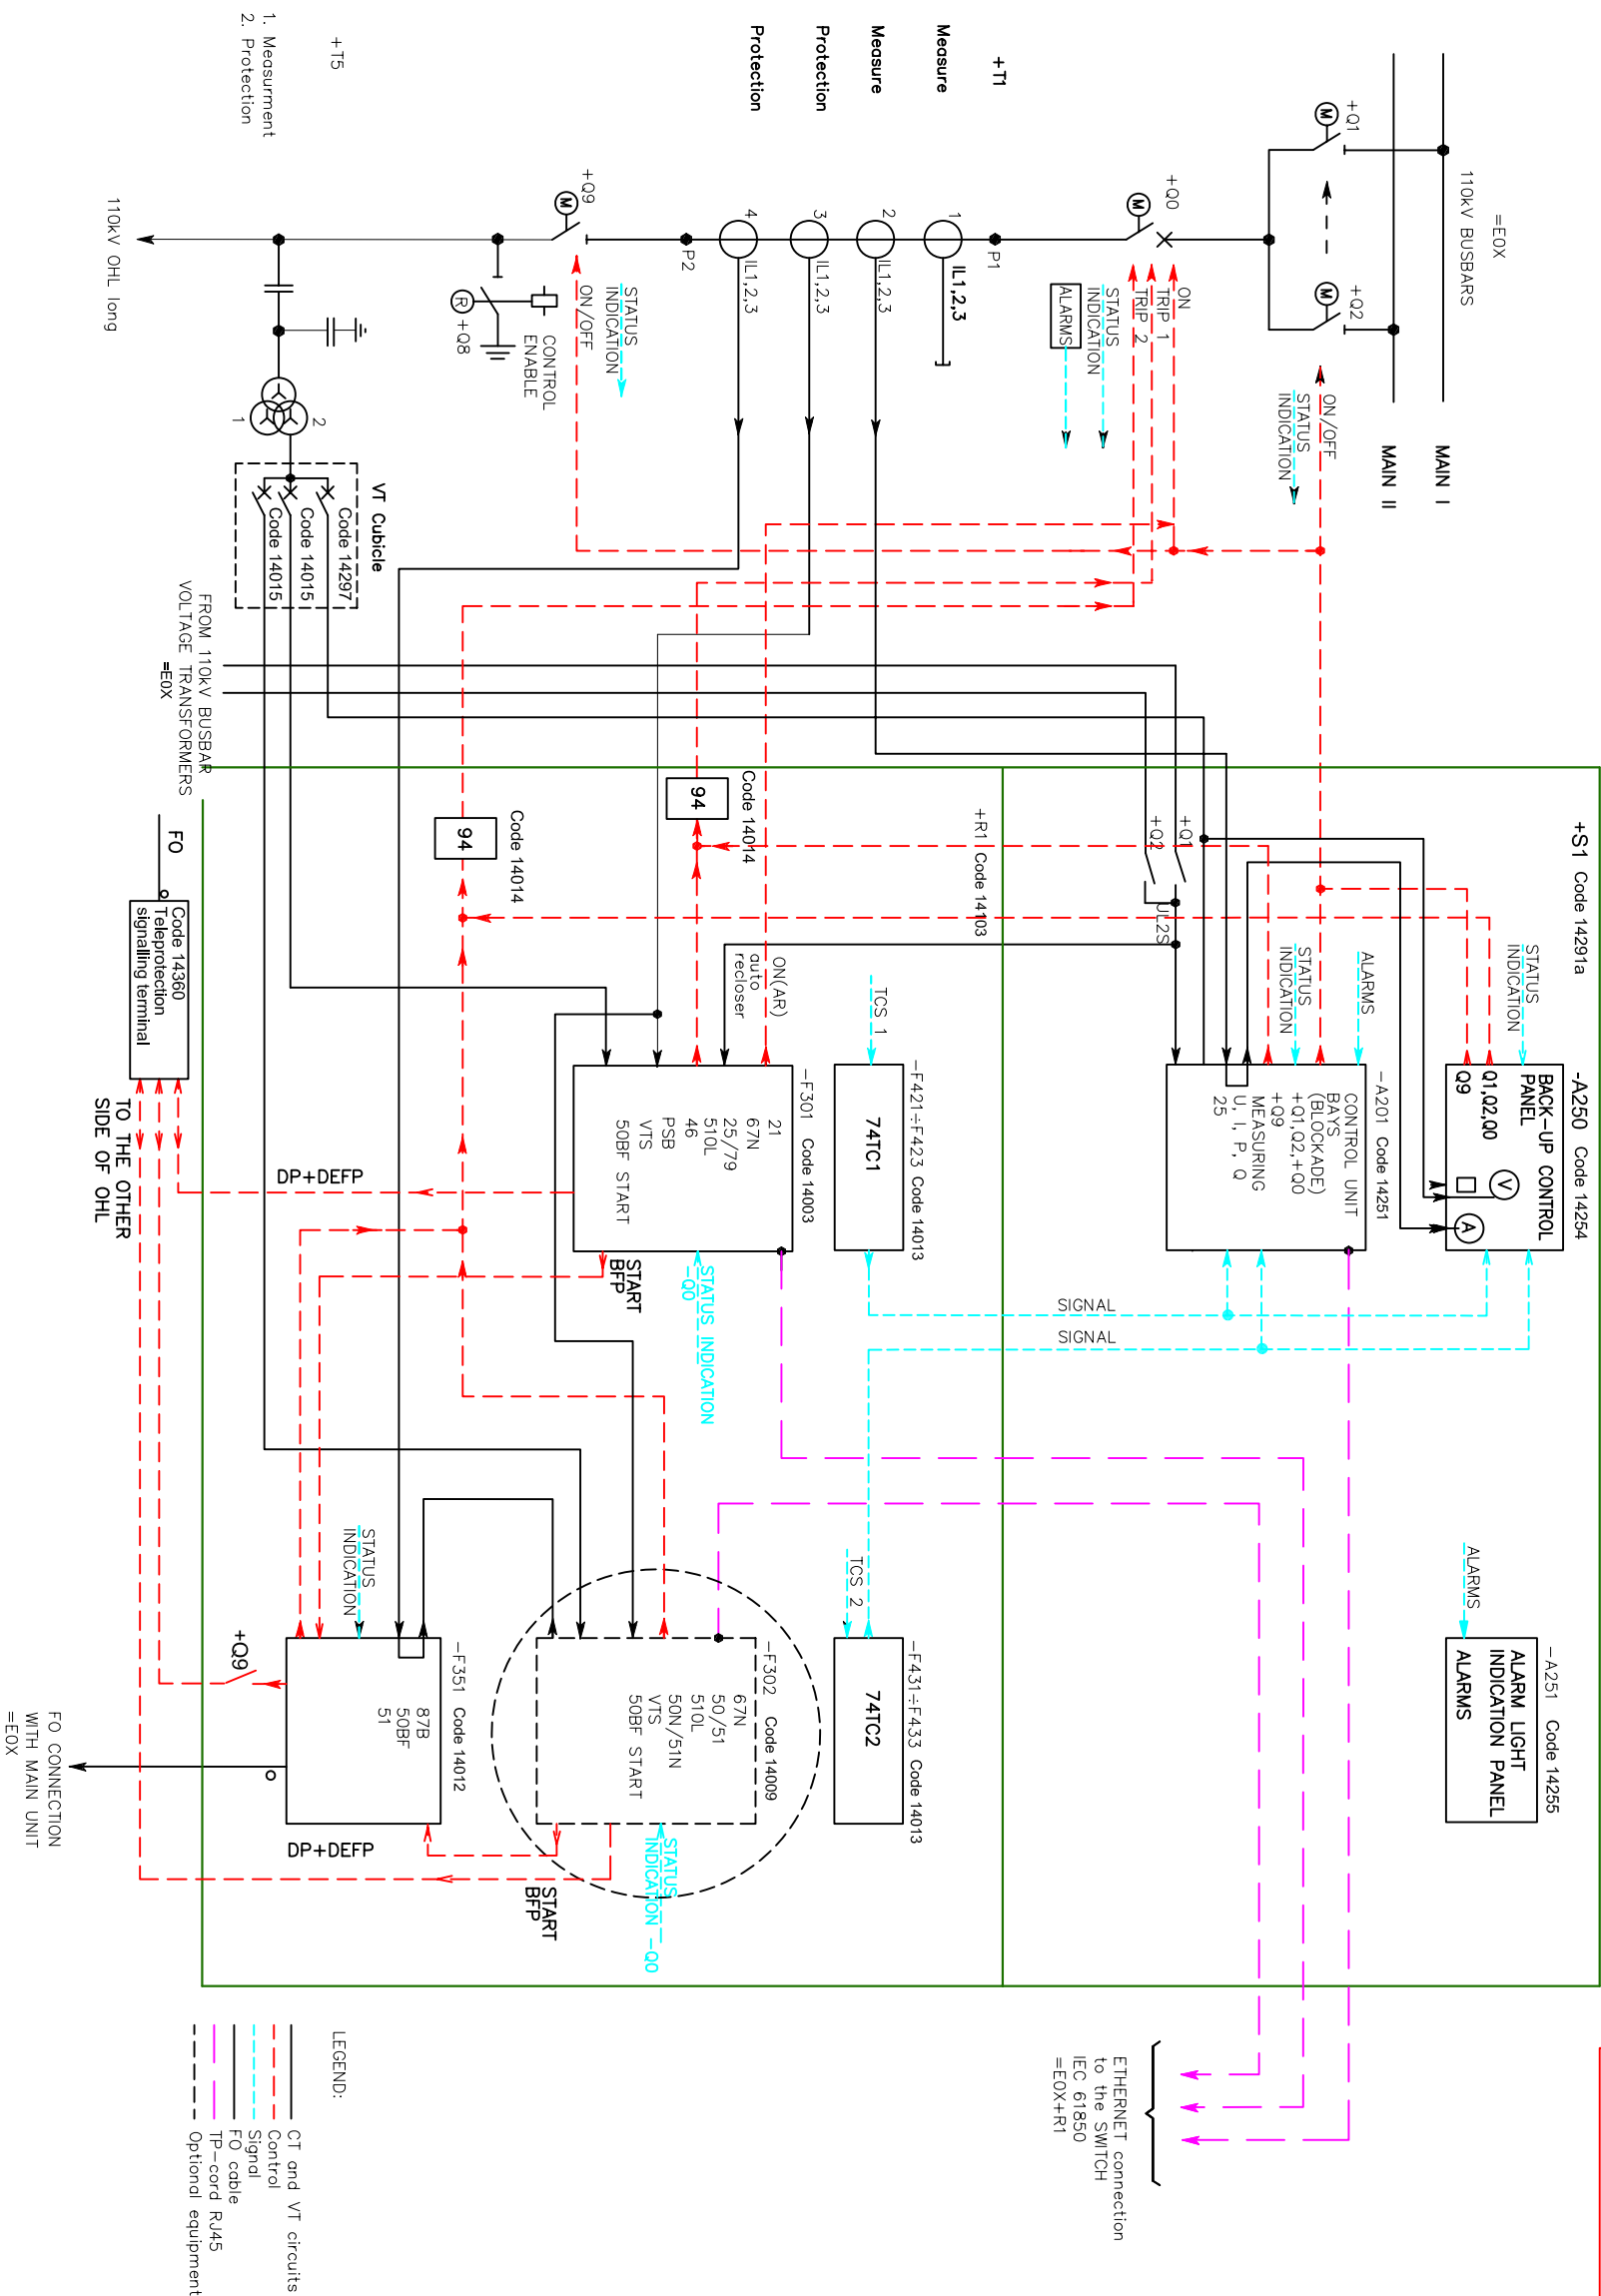 =E0X
110kV BUSBARS
MAIN I
MAIN II
+Q1
M
+Q2
M
ON/OFF
STATUS
INDICATION
+Q0
M
ON
TRIP 1
TRIP 2
STATUS
INDICATION
ALARMS
+T1
P1
Measure
1
IL1,2,3
Measure
2
IL1,2,3
Protection
3
IL1,2,3
Protection
4
IL1,2,3
P2
+Q9
M
STATUS
INDICATION
ON/OFF
CONTROL
ENABLE
R
+Q8
+T5
1. Measurment
2. Protection
110kV OHL long
1
2
VT Cubicle
Code 14297
Code 14015
Code 14015
FROM 110kV BUSBAR
VOLTAGE TRANSFORMERS
=E0X
+S1 Code 14291a
-A250 Code 14254
BACK-UP CONTROL
PANEL
Q1,Q2,Q0
Q9
V
A
STATUS
INDICATION
-A201 Code 14251
CONTROL UNIT
BAYS
(BLOCKADE)
+Q1,Q2,+Q0
+Q9
MEASURING
U, I, P, Q
25
ALARMS
STATUS
INDICATION
+Q1
+Q2
UL2S
+R1 Code 14103
-F421÷F423 Code 14013
74TC1
TCS 1
SIGNAL
SIGNAL
-F301 Code 14003
21
67N
25/79
510L
46
PSB
VTS
50BF START
ON(AR)
auto
recloser
Code 14014
94
Code 14014
94
START
BFP
STATUS INDICATION
-Q0
DP+DEFP
FO
Code 14360
Teleprotection
signalling terminal
TO THE OTHER
SIDE OF OHL
-A251 Code 14255
ALARM LIGHT
INDICATION PANEL
ALARMS
ALARMS
-F431÷F433 Code 14013
74TC2
TCS 2
-F302 Code 14009
67N
50/51
510L
50N/51N
VTS
50BF START
STATUS
INDICATION -Q0
START
BFP
-F351 Code 14012
87B
50BF
51
STATUS
INDICATION
+Q9
DP+DEFP
FO CONNECTION
WITH MAIN UNIT
=E0X
ETHERNET connection
to the SWITCH
IEC 61850
=E0X+R1
LEGEND:
CT and VT circuits
Control
Signal
FO cable
TP-cord RJ45
Optional equipment